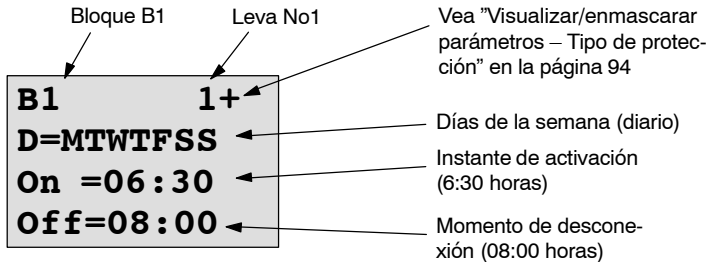 Bloque B1
Leva No1
Vea ”Visualizar/enmascarar
parámetros – Tipo de protec-
ción” en la página 94
B1 1+
D=MTWTFSS
On =06:30
Off=08:00
Días de la semana (diario)
Instante de activación
(6:30 horas)
Momento de descone-
xión (08:00 horas)